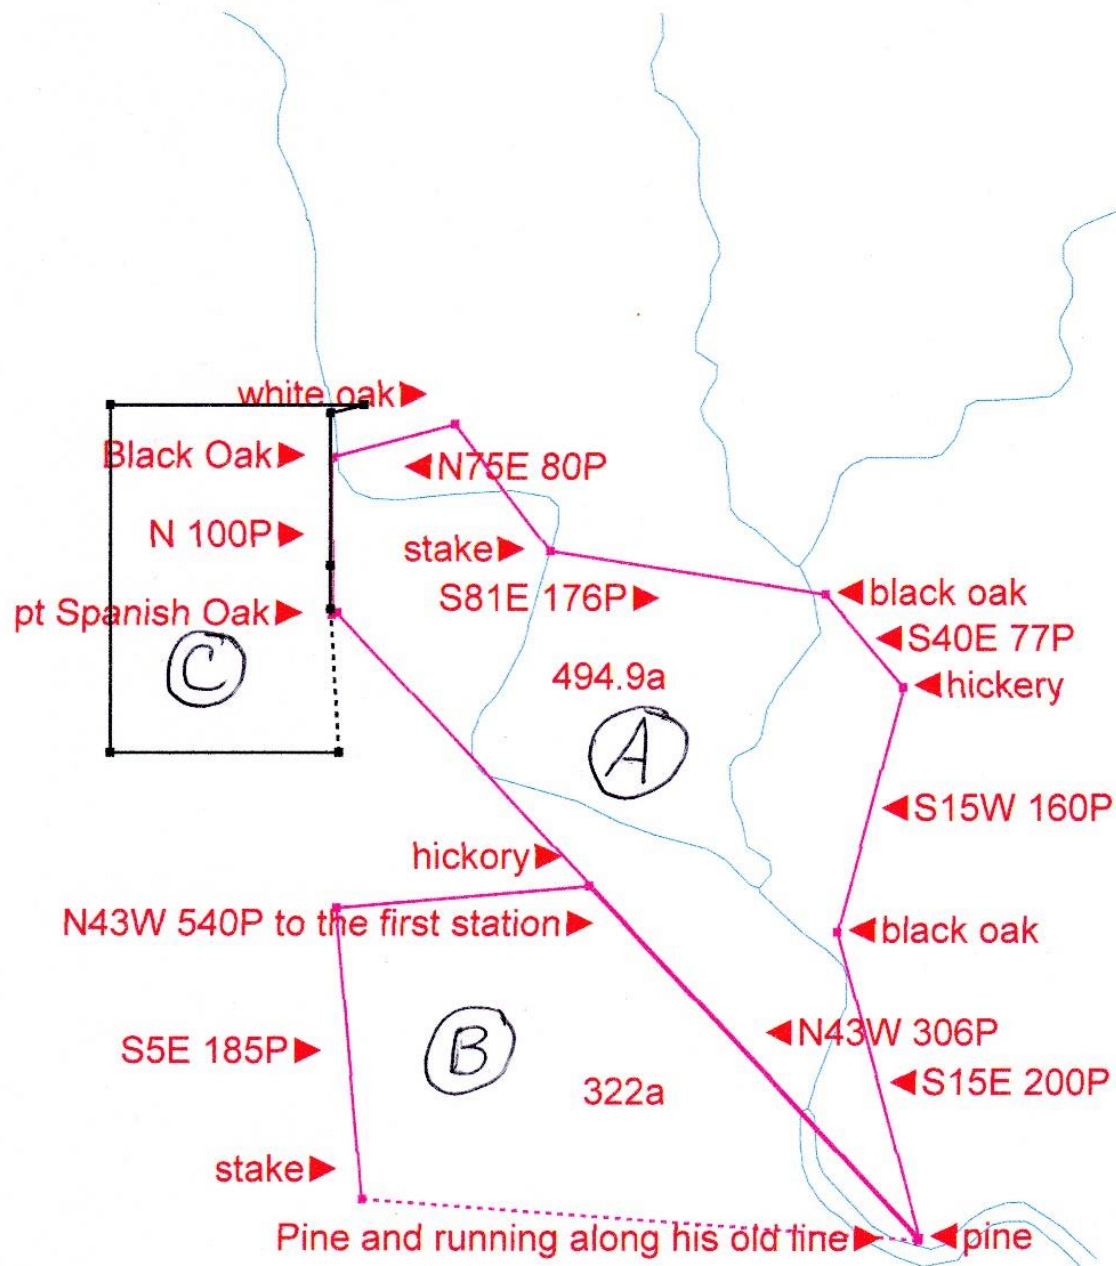 white oak
Black Oak
N75E 80P
N 100P
stake
S81E 176P
black oak
pt Spanish Oak
S40E 77P
C
494.9a
hickery
A
S15W 160P
hickory
N43W 540P to the first station
black oak
S5E 185P
B
N43W 306P
322a
S15E 200P
stake
Pine and running along his old line
pine